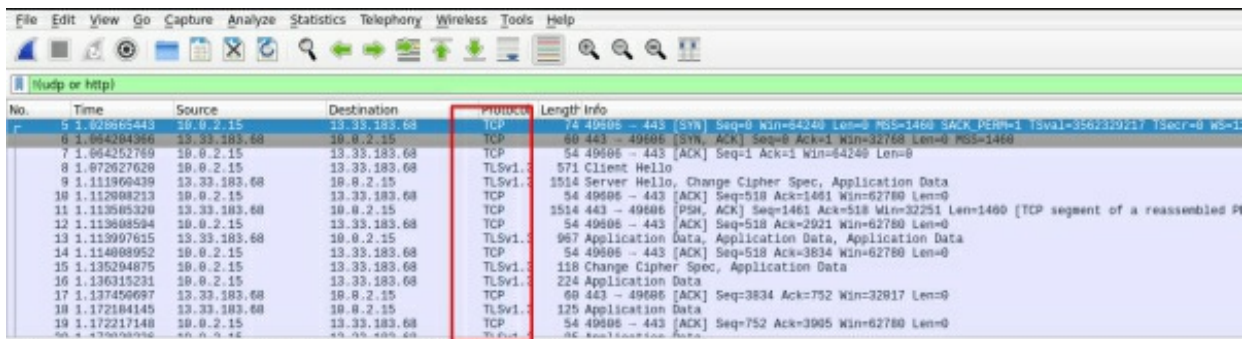 File Edit View Go Capture Analyze Statistics Telephony Wireless Tools Help
!(udp or http)
No. Time Source Destination Protocol Length Info
5 1.028665443 10.0.2.15 13.33.183.68 TCP 74 49606 → 443 [SYN] Seq=0 Win=64240 Len=0 MSS=1460 SACK_PERM=1 TSval=3562329217 TSecr=0
6 1.064204366 13.33.183.68 10.0.2.15 TCP 60 443 → 49606 [SYN, ACK] Seq=0 Ack=1 Win=32768 Len=0 MSS=1460
7 1.064252769 10.0.2.15 13.33.183.68 TCP 54 49606 → 443 [ACK] Seq=1 Ack=1 Win=64240 Len=0
8 1.072627620 10.0.2.15 13.33.183.68 TLSv1. 571 Client Hello
9 1.111960439 13.33.183.68 10.0.2.15 TLSv1. 1514 Server Hello, Change Cipher Spec, Application Data
10 1.112008213 10.0.2.15 13.33.183.68 TCP 54 49606 → 443 [ACK] Seq=518 Ack=1461 Win=62780 Len=0
11 1.113585320 13.33.183.68 10.0.2.15 TCP 1514 443 → 49606 [PSH, ACK] Seq=1461 Ack=518 Win=32251 Len=1460 [TCP segment of a reassembled
12 1.113608594 10.0.2.15 13.33.183.68 TCP 54 49606 → 443 [ACK] Seq=518 Ack=2921 Win=62780 Len=0
13 1.113997615 13.33.183.68 10.0.2.15 TLSv1. 967 Application Data, Application Data, Application Data
14 1.114008952 10.0.2.15 13.33.183.68 TCP 54 49606 → 443 [ACK] Seq=518 Ack=3834 Win=62780 Len=0
15 1.135294875 10.0.2.15 13.33.183.68 TLSv1. 118 Change Cipher Spec, Application Data
16 1.136315231 10.0.2.15 13.33.183.68 TLSv1. 224 Application Data
17 1.137450697 13.33.183.68 10.0.2.15 TCP 60 443 → 49606 [ACK] Seq=3834 Ack=752 Win=32017 Len=0
18 1.172184145 13.33.183.68 10.0.2.15 TLSv1. 125 Application Data
19 1.172217148 10.0.2.15 13.33.183.68 TCP 54 49606 → 443 [ACK] Seq=752 Ack=3905 Win=62780 Len=0